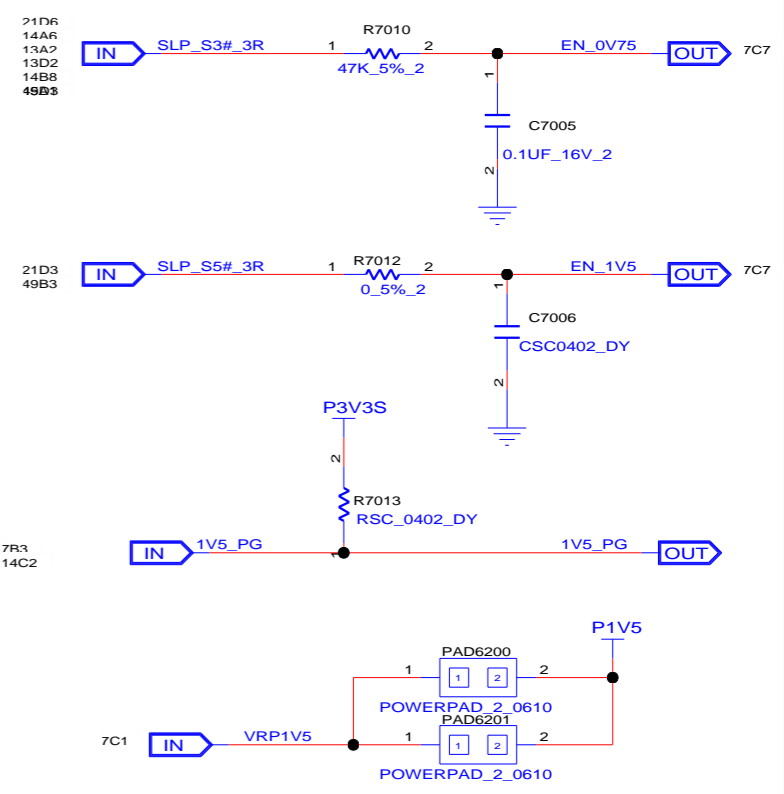 21D6
14A6
13A2
13D2
14B8
IN SLP_S3#_3R 1 R7010 2 EN_0V75 OUT 7C7
47K_5%_2
1
C7005
0.1UF_16V_2
2
21D3
49B3
IN SLP_S5#_3R 1 R7012 2 EN_1V5 OUT 7C7
0_5%_2
1
C7006
CSC0402_DY
2
P3V3S
2
R7013
RSC_0402_DY
1
7B3
14C2
IN 1V5_PG 1V5_PG OUT
P1V5
PAD6200
1 1 2 2
POWERPAD_2_0610
PAD6201
7C1 IN VRP1V5 1 1 2 2
POWERPAD_2_0610